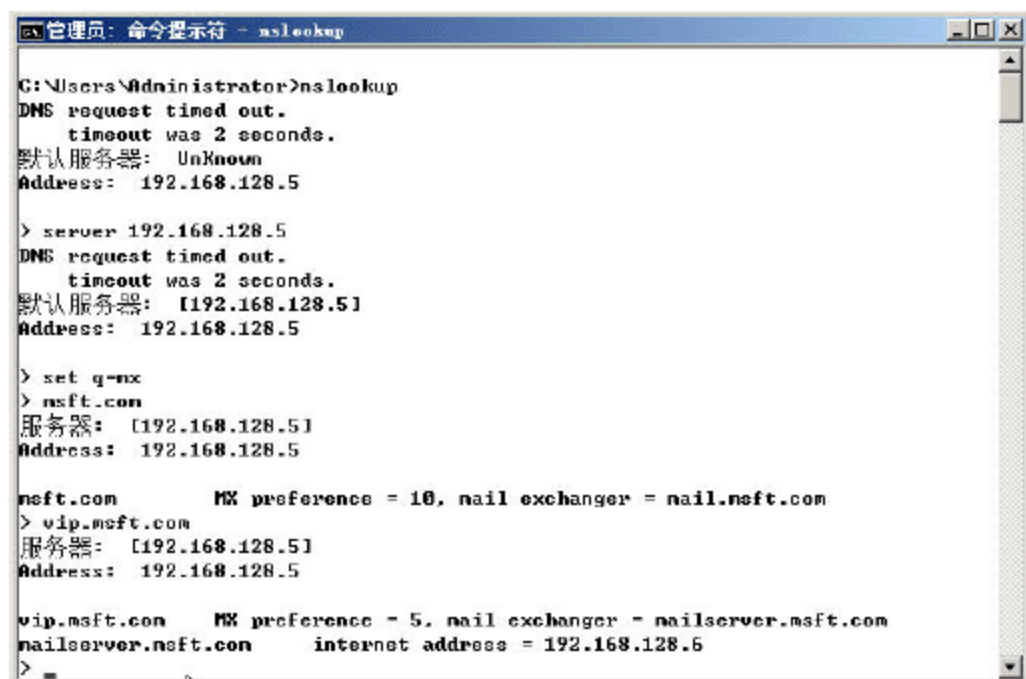 管理员: 命令提示符 - nslookup
C:\Users\Administrator>nslookup
DNS request timed out.
timeout was 2 seconds.
默认服务器: UnKnown
Address: 192.168.128.5
> server 192.168.128.5
DNS request timed out.
timeout was 2 seconds.
默认服务器: [192.168.128.5]
Address: 192.168.128.5
> set q=mx
> msft.com
服务器: [192.168.128.5]
Address: 192.168.128.5
msft.com MX preference = 10, mail exchanger = mail.msft.com
> vip.msft.com
服务器: [192.168.128.5]
Address: 192.168.128.5
vip.msft.com MX preference = 5, mail exchanger = mailserver.msft.com
mailserver.msft.com internet address = 192.168.128.6
>